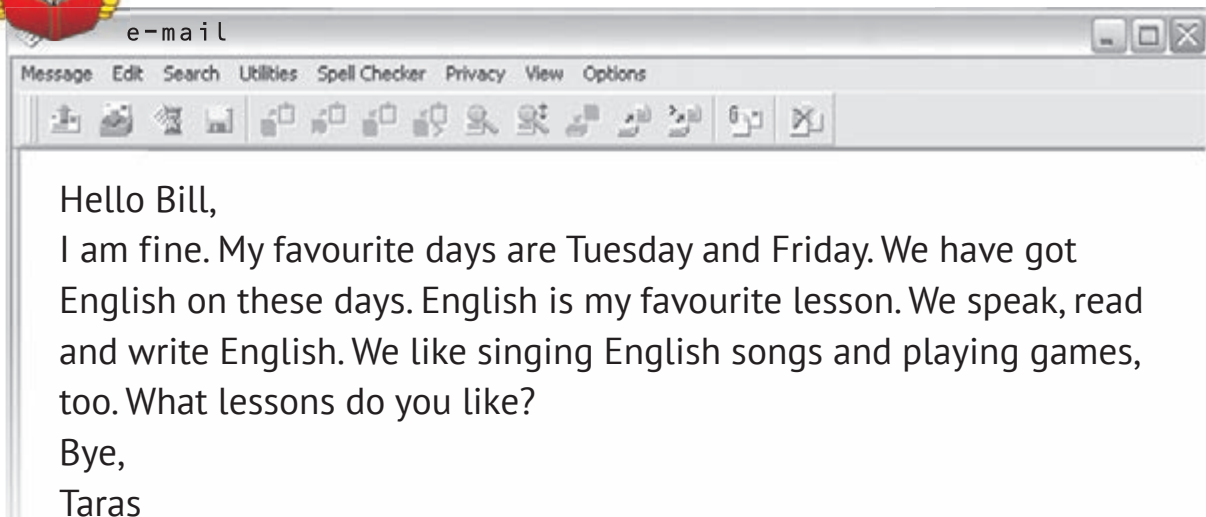 e-mail
Message Edit Search Utilities Spell Checker Privacy View Options
Hello Bill,
I am fine. My favourite days are Tuesday and Friday. We have got
English on these days. English is my favourite lesson. We speak, read
and write English. We like singing English songs and playing games,
too. What lessons do you like?
Bye,
Taras